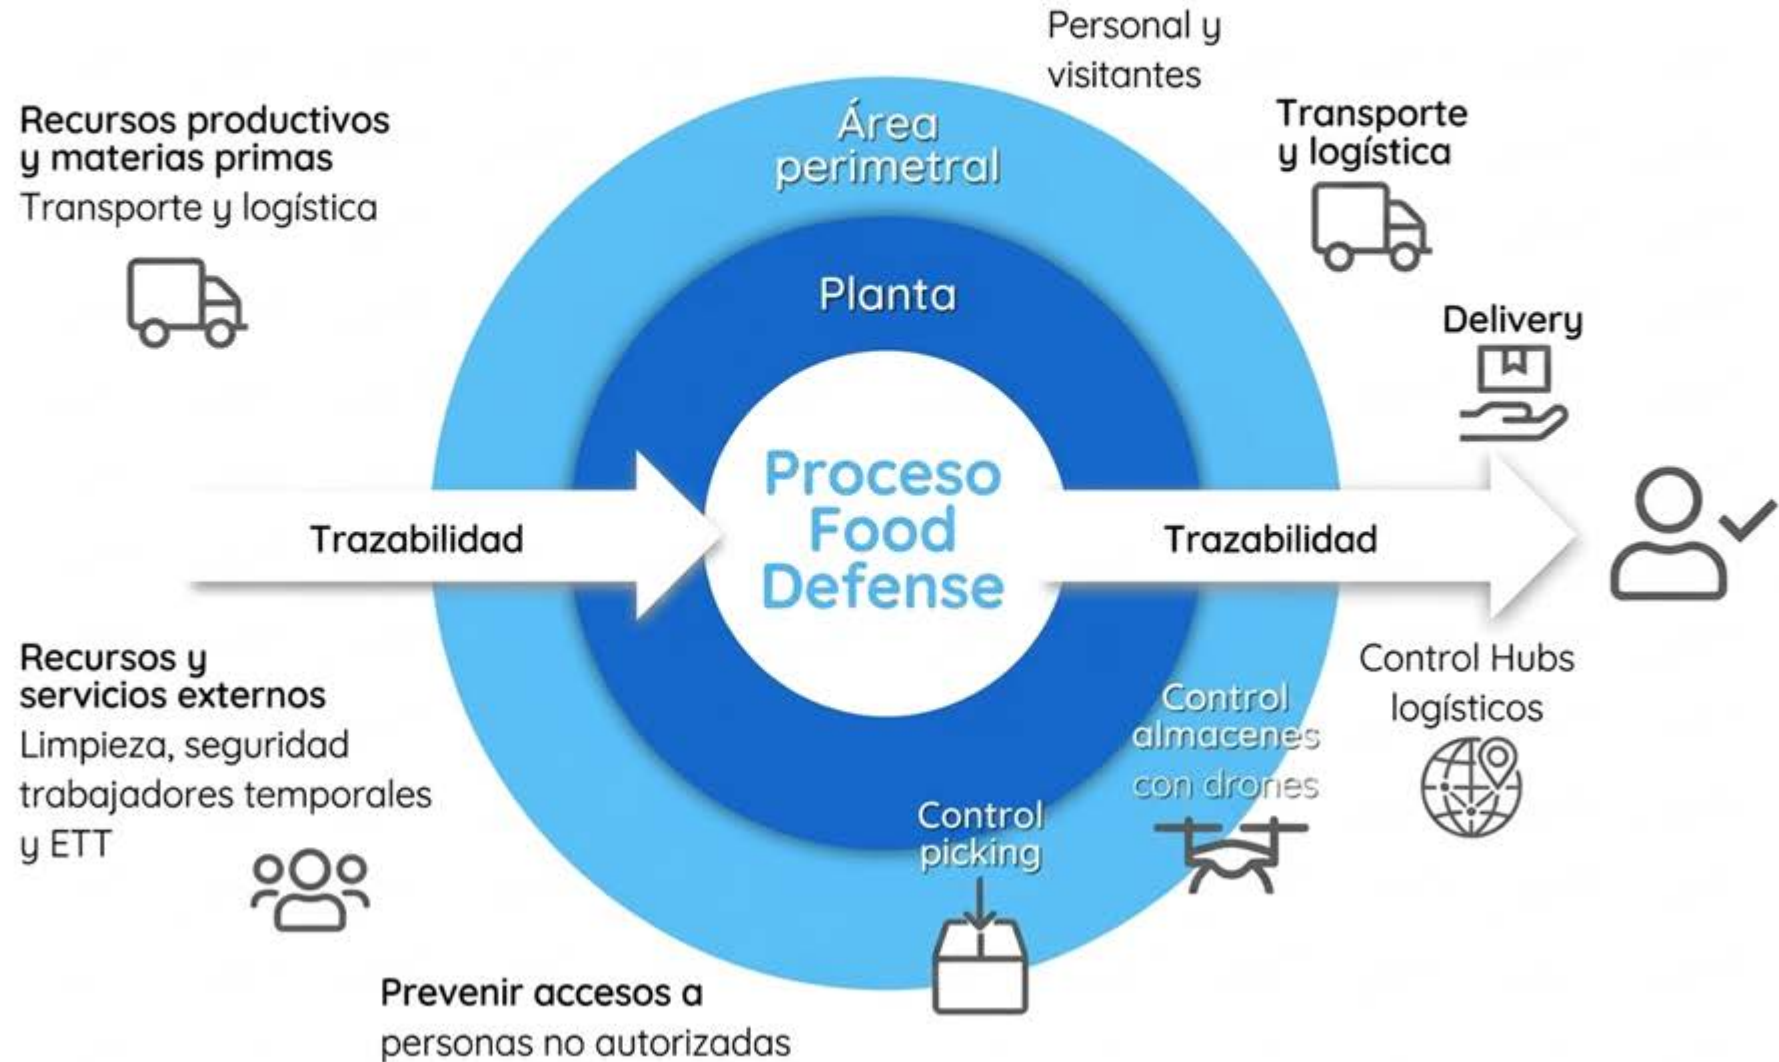 Personal y
visitantes
Recursos productivos
y materias primas
Transporte y logística
Área
perimetral
Transporte
y logística
Planta
Delivery
Trazabilidad
Proceso
Food
Defense
Trazabilidad
Recursos y
servicios externos
Limpieza, seguridad
trabajadores temporales
y ETT
Control Hubs
logísticos
Control
almacenes
con drones
Control
picking
Prevenir accesos a
personas no autorizadas